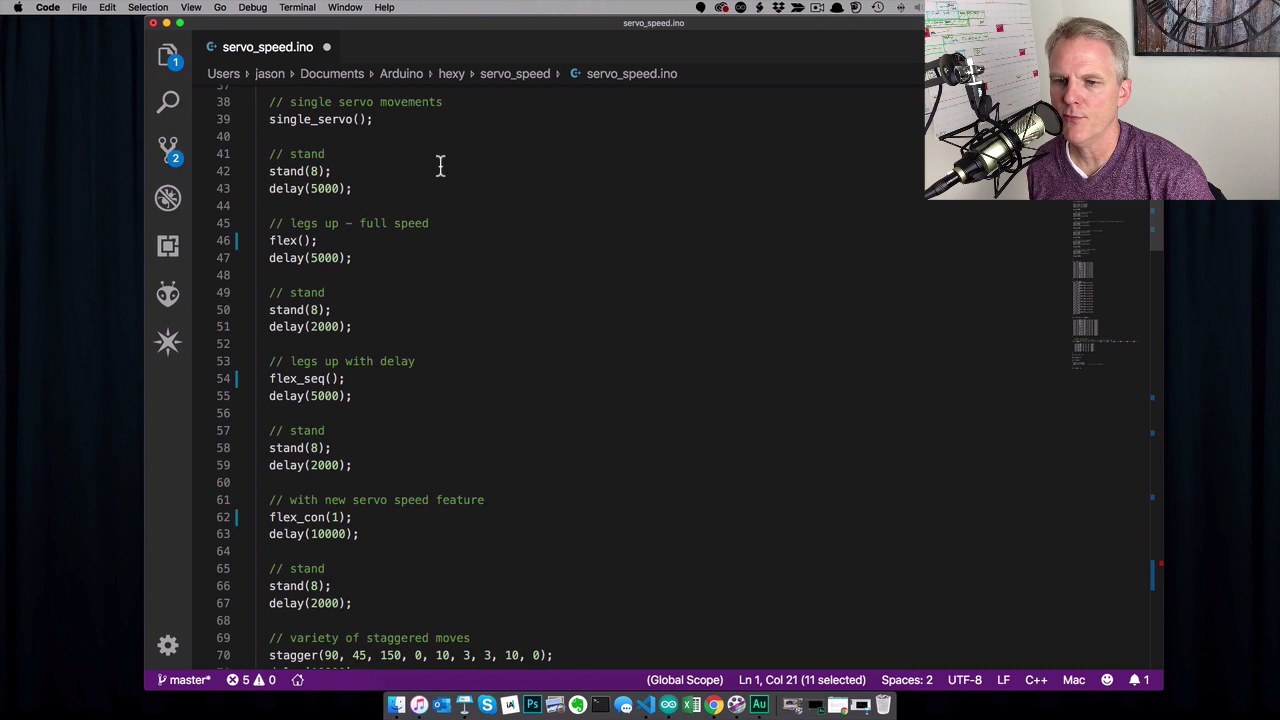 Code File Edit Selection View Go Debug Terminal Window Help
servo_speed.ino
servo_speed.ino
Users > jason > Documents > Arduino > hexy > servo_speed > servo_speed.ino
37
38 // single servo movements
39 single_servo();
40
41 // stand
42 stand(8);
43 delay(5000);
44
45 // legs up - full speed
46 flex();
47 delay(5000);
48
49 // stand
50 stand(8);
51 delay(2000);
52
53 // legs up with delay
54 flex_seq();
55 delay(5000);
56
57 // stand
58 stand(8);
59 delay(2000);
60
61 // with new servo speed feature
62 flex_con(1);
63 delay(10000);
64
65 // stand
66 stand(8);
67 delay(2000);
68
69 // variety of staggered moves
70 stagger(90, 45, 150, 0, 10, 3, 3, 10, 0);
1
2
master* 5 0 (Global Scope) Ln 1, Col 21 (11 selected) Spaces: 2 UTF-8 LF C++ Mac 1
iA Ps Au